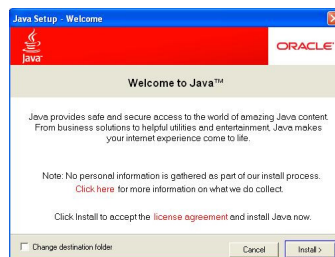 Java Setup - Welcome
Java™
ORACLE
Welcome to Java™
Java provides safe and secure access to the world of amazing Java content.
From business solutions to helpful utilities and entertainment, Java makes
your internet experience come to life.
Note: No personal information is gathered as part of our install process.
Click here for more information on what we do collect.
Click Install to accept the license agreement and install Java now.
Change destination folder
Cancel
Install >